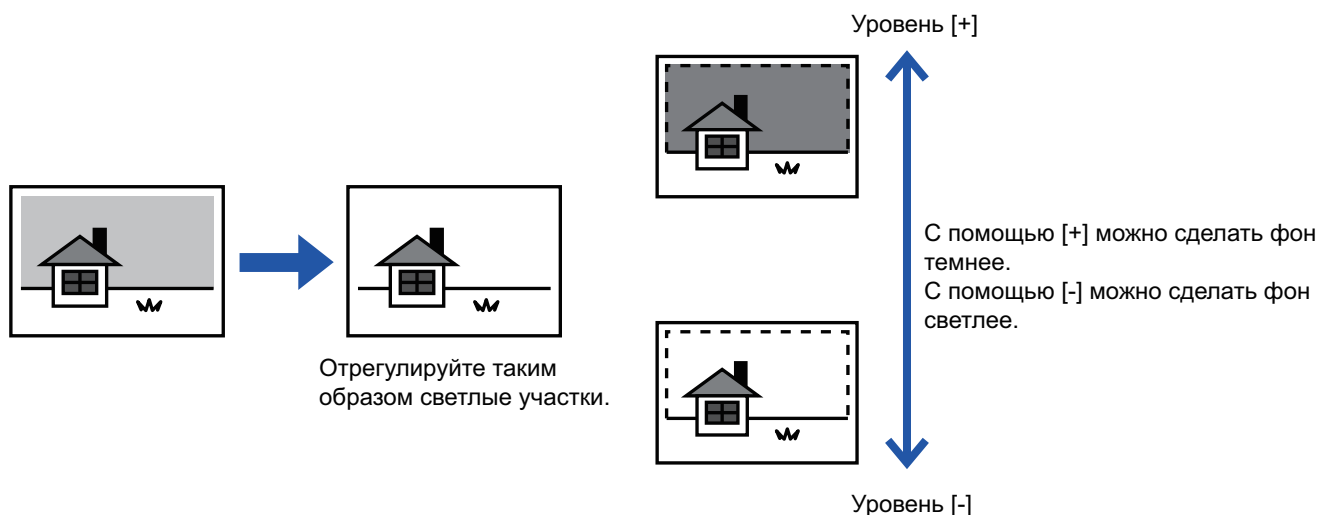 Уровень [+]
С помощью [+] можно сделать фон
темнее.
С помощью [-] можно сделать фон
светлее.
Отрегулируйте таким
образом светлые участки.
Уровень [-]